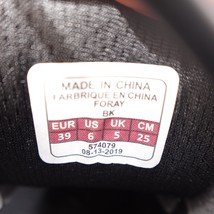 MADE IN CHINA
FABRIQUE EN CHINA
FORAY
BK
EUR US UK CM
39 6 5 25
574079
08-13-2019